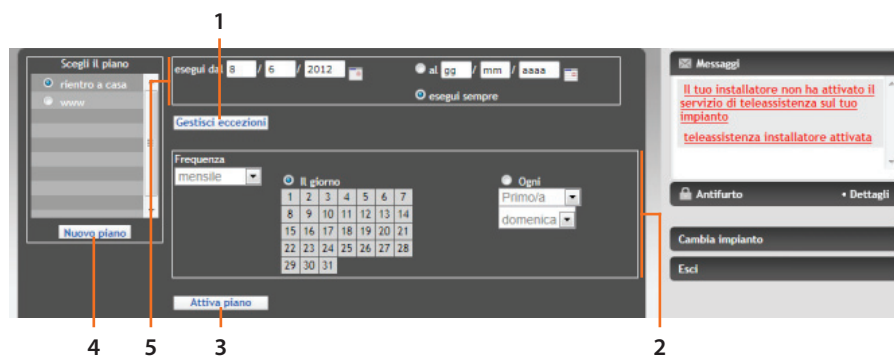 1
Scegli il piano
rientro a casa
www
Nuovo piano
esegui dal 8 / 6 / 2012
al gg / mm / aaaa
esegui sempre
Gestisci eccezioni
Frequenza
mensile
Il giorno
1 2 3 4 5 6 7
8 9 10 11 12 13 14
15 16 17 18 19 20 21
22 23 24 25 26 27 28
29 30 31
Ogni
Primo/a
domenica
Attiva piano
Messaggi
Il tuo installatore non ha attivato il
servizio di teleassistenza sul tuo
impianto
teleassistenza installatore attivata
Antifurto • Dettagli
Cambia impianto
Esci
4 5 3 2